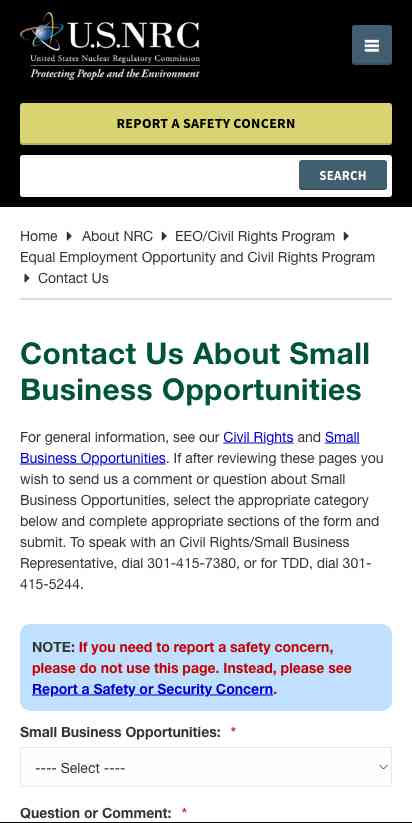 U.S.NRC
United States Nuclear Regulatory Commission
Protecting People and the Environment
REPORT A SAFETY CONCERN
SEARCH
Home About NRC EEO/Civil Rights Program
Equal Employment Opportunity and Civil Rights Program
Contact Us
Contact Us About Small
Business Opportunities
For general information, see our Civil Rights and Small
Business Opportunities. If after reviewing these pages you
wish to send us a comment or question about Small
Business Opportunities, select the appropriate category
below and complete appropriate sections of the form and
submit. To speak with an Civil Rights/Small Business
Representative, dial 301-415-7380, or for TDD, dial 301-
415-5244.
NOTE: If you need to report a safety concern,
please do not use this page. Instead, please see
Report a Safety or Security Concern.
Small Business Opportunities: *
---- Select ----
Question or Comment: *